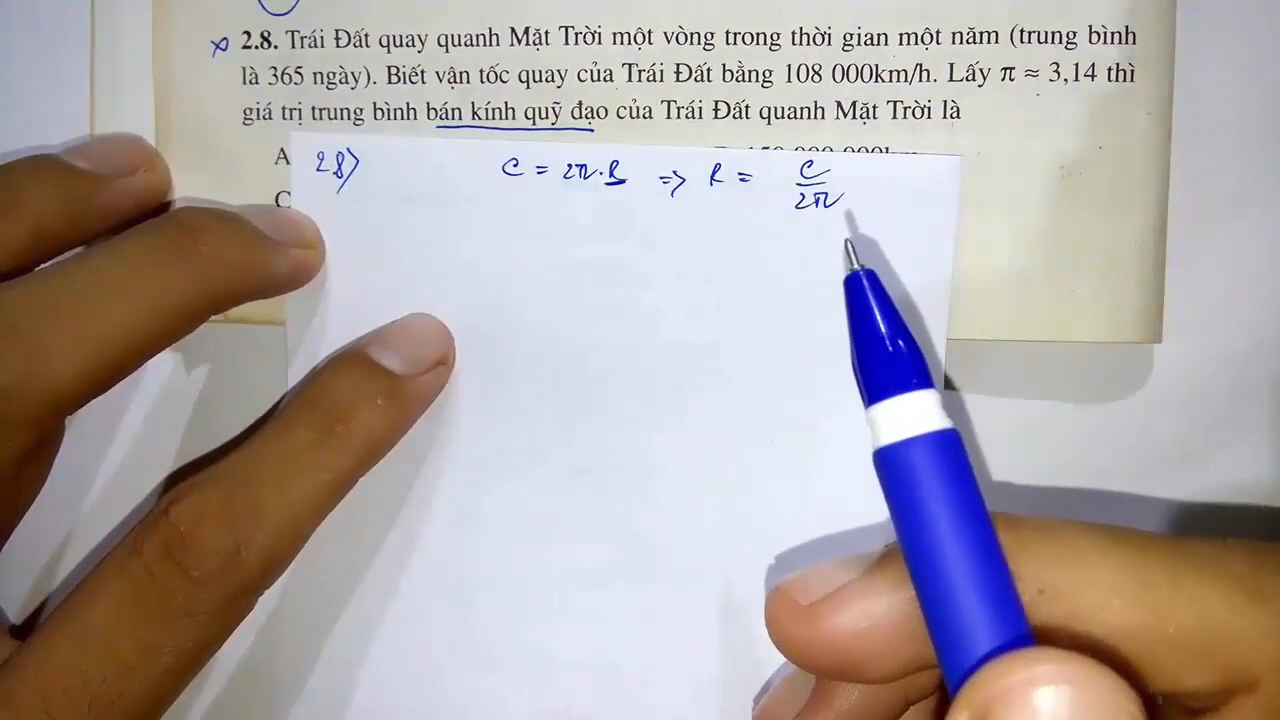 2.8. Trái Đất quay quanh Mặt Trời một vòng trong thời gian một năm (trung bình
là 365 ngày). Biết vận tốc quay của Trái Đất bằng 108 000km/h. Lấy π ≈ 3,14 thì
giá trị trung bình bán kính quỹ đạo của Trái Đất quanh Mặt Trời là
A
C
2.8) C = 2π.R => R = C/2π